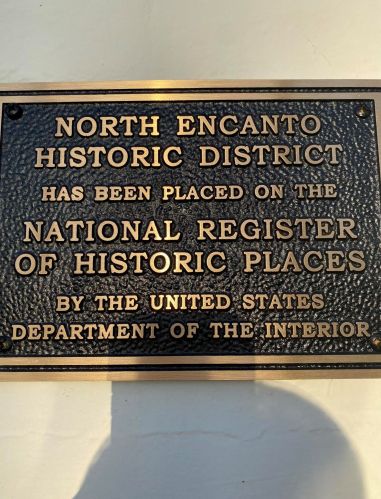 NORTH ENCANTO
HISTORIC DISTRICT
HAS BEEN PLACED ON THE
NATIONAL REGISTER
OF HISTORIC PLACES
BY THE UNITED STATES
DEPARTMENT OF THE INTERIOR